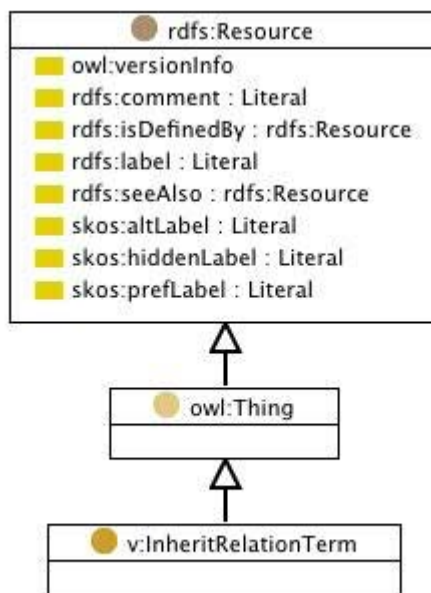 rdfs:Resource
owl:versionInfo
rdfs:comment : Literal
rdfs:isDefinedBy : rdfs:Resource
rdfs:label : Literal
rdfs:seeAlso : rdfs:Resource
skos:altLabel : Literal
skos:hiddenLabel : Literal
skos:prefLabel : Literal
owl:Thing
v:InheritRelationTerm